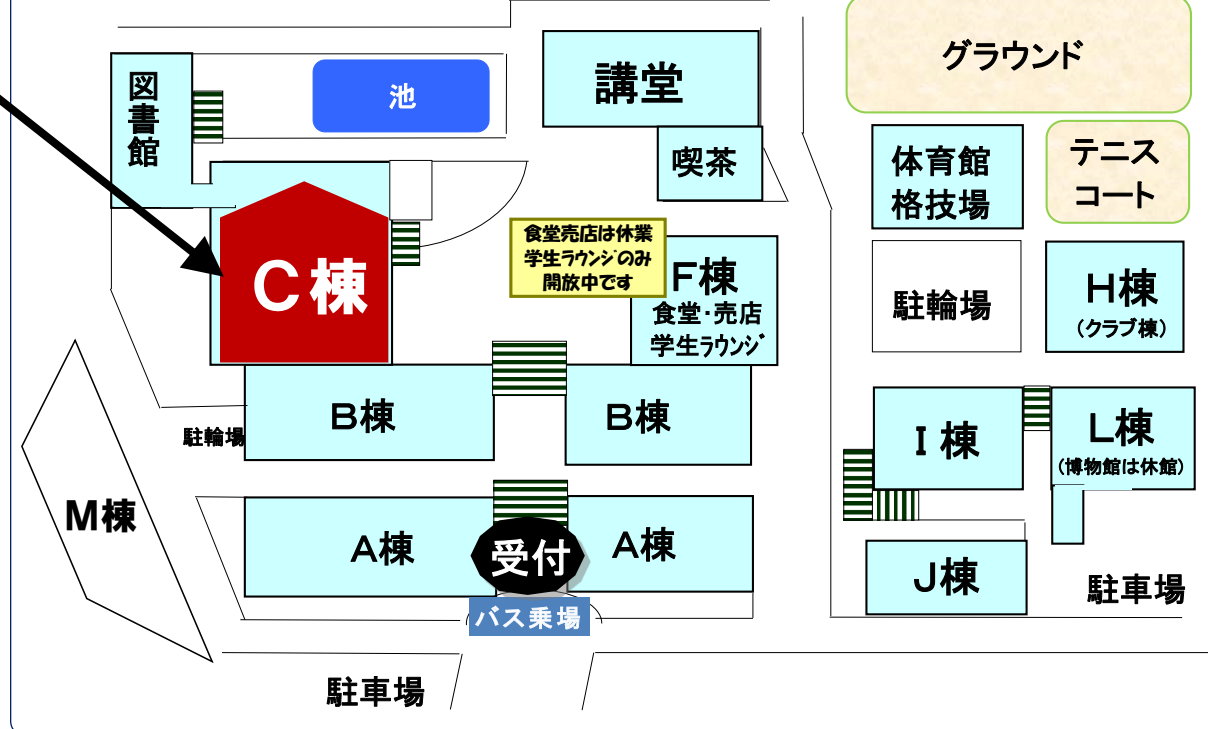 グラウンド
図書館
池
講堂
喫茶
体育館
格技場
テニス
コート
食堂売店は休業
学生ラウンジのみ
開放中です
C棟
F棟
食堂・売店
学生ラウンジ
駐輪場
H棟
(クラブ棟)
B棟
B棟
駐輪場
I棟
L棟
(博物館は休館)
M棟
A棟
受付
A棟
J棟
駐車場
バス乗場
駐車場